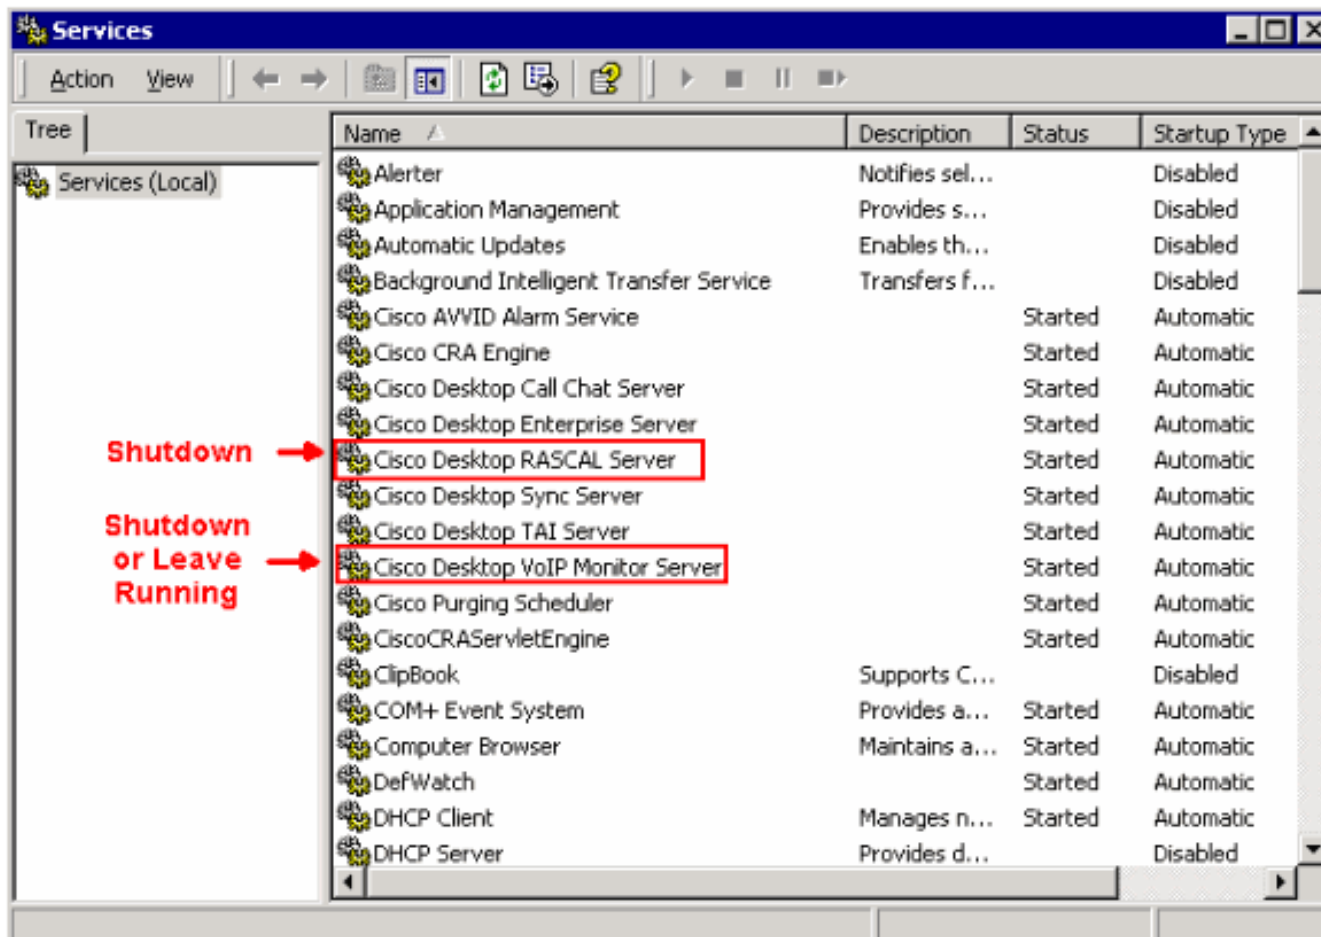 Services
Action View
Tree
Name Description Status Startup Type
Services (Local)
Alerter Notifies sel... Disabled
Application Management Provides s... Disabled
Automatic Updates Enables th... Disabled
Background Intelligent Transfer Service Transfers f... Disabled
Cisco AVVID Alarm Service Started Automatic
Cisco CRA Engine Started Automatic
Cisco Desktop Call Chat Server Started Automatic
Cisco Desktop Enterprise Server Started Automatic
Shutdown
Cisco Desktop RASCAL Server Started Automatic
Cisco Desktop Sync Server Started Automatic
Shutdown
or Leave
Running
Cisco Desktop TAI Server Started Automatic
Cisco Desktop VoIP Monitor Server Started Automatic
Cisco Purging Scheduler Started Automatic
CiscoCRAServletEngine Started Automatic
ClipBook Supports C... Disabled
COM+ Event System Provides a... Started Automatic
Computer Browser Maintains a... Started Automatic
DefWatch Started Automatic
DHCP Client Manages n... Started Automatic
DHCP Server Provides d... Disabled